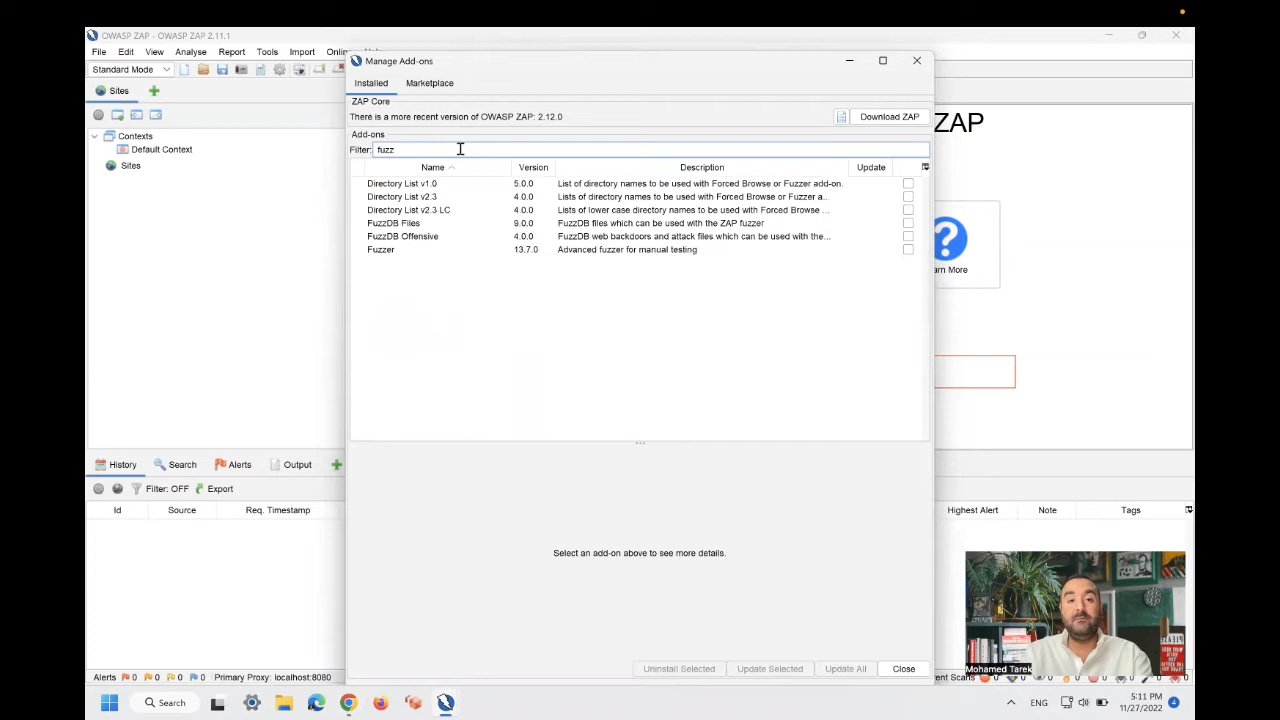 OWASP ZAP - OWASP ZAP 2.11.1
File Edit View Analyse Report Tools Import Online
Standard Mode
Sites
Contexts
Default Context
Sites
Manage Add-ons
Installed Marketplace
ZAP Core
There is a more recent version of OWASP ZAP: 2.12.0 Download ZAP
Add-ons
Filter: fuzz
Name Version Description Update
Directory List v1.0 5.0.0 List of directory names to be used with Forced Browse or Fuzzer add-on.
Directory List v2.3 4.0.0 Lists of directory names to be used with Forced Browse or Fuzzer a...
Directory List v2.3 LC 4.0.0 Lists of lower case directory names to be used with Forced Browse ...
FuzzDB Files 9.0.0 FuzzDB files which can be used with the ZAP fuzzer
FuzzDB Offensive 4.0.0 FuzzDB web backdoors and attack files which can be used with the...
Fuzzer 13.7.0 Advanced fuzzer for manual testing
Select an add-on above to see more details.
Uninstall Selected Update Selected Update All Close
ZAP
arn More
History Search Alerts Output
Filter: OFF Export
Id Source Req. Timestamp
Highest Alert Note Tags
Mohamed Tarek
Alerts 0 0 0 0 Primary Proxy: localhost:8080
Search
ENG
5:11 PM
11/27/2022
4